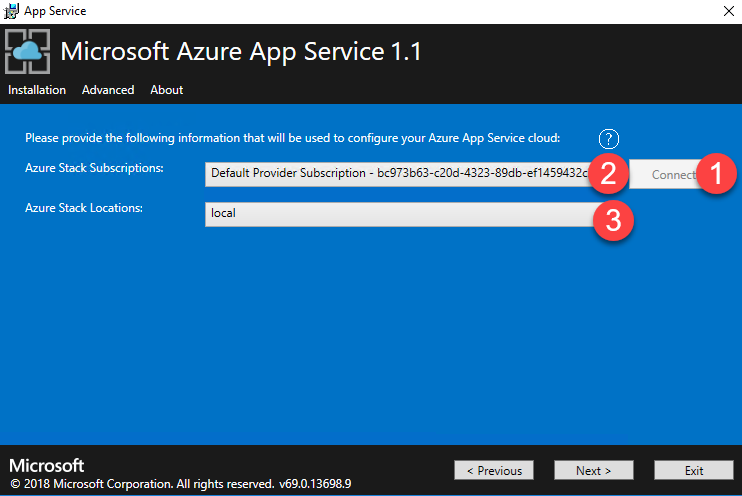 App Service
Microsoft Azure App Service 1.1
Installation Advanced About
Please provide the following information that will be used to configure your Azure App Service cloud: ?
Azure Stack Subscriptions: Default Provider Subscription - bc973b63-c20d-4323-89db-ef1459432c 2 Connect 1
Azure Stack Locations: local 3
Microsoft
© 2018 Microsoft Corporation. All rights reserved. v69.0.13698.9
< Previous Next > Exit